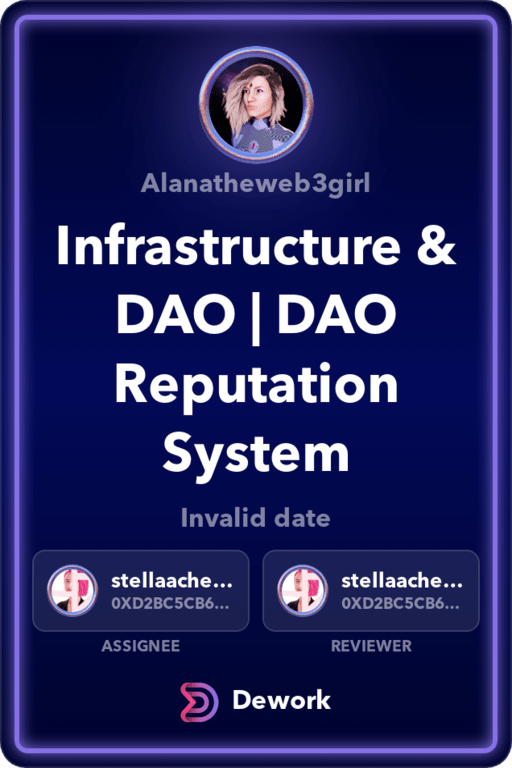 Alanatheweb3girl
Infrastructure &
DAO | DAO
Reputation
System
Invalid date
stellaache...
0XD2BC5CB6...
ASSIGNEE
stellaache...
0XD2BC5CB6...
REVIEWER
Dework